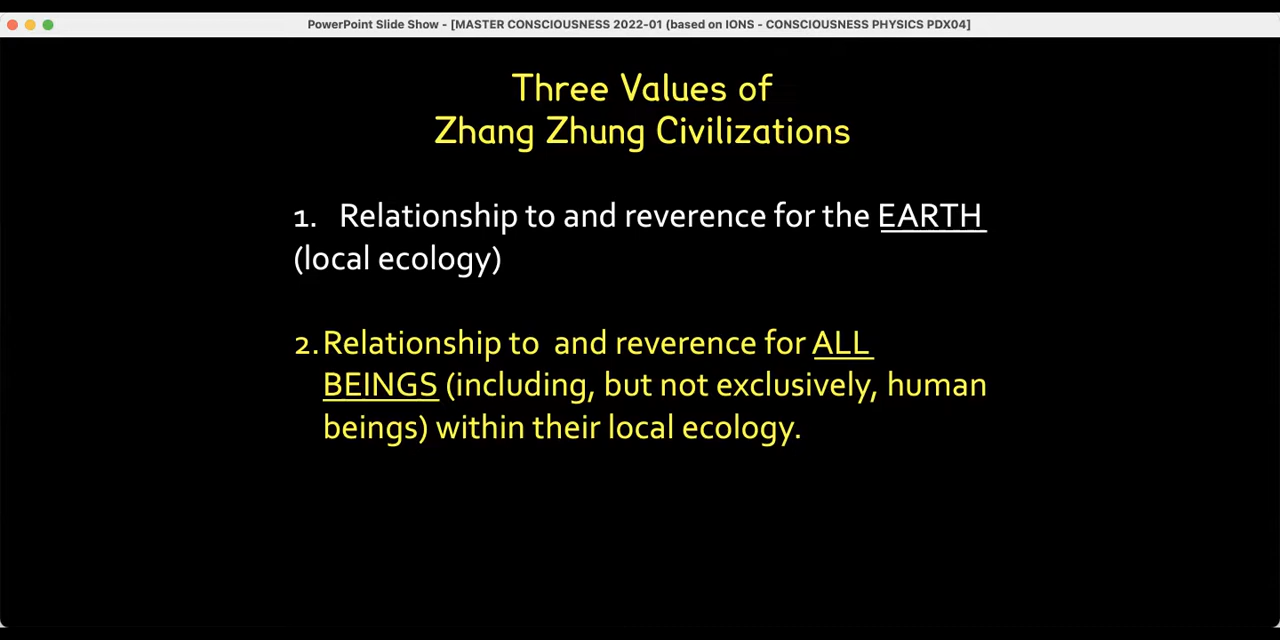 PowerPoint Slide Show - [MASTER CONSCIOUSNESS 2022-01 (based on IONS - CONSCIOUSNESS PHYSICS PDX04]
Three Values of
Zhang Zhung Civilizations
1. Relationship to and reverence for the EARTH
(local ecology)
2. Relationship to and reverence for ALL
BEINGS (including, but not exclusively, human
beings) within their local ecology.